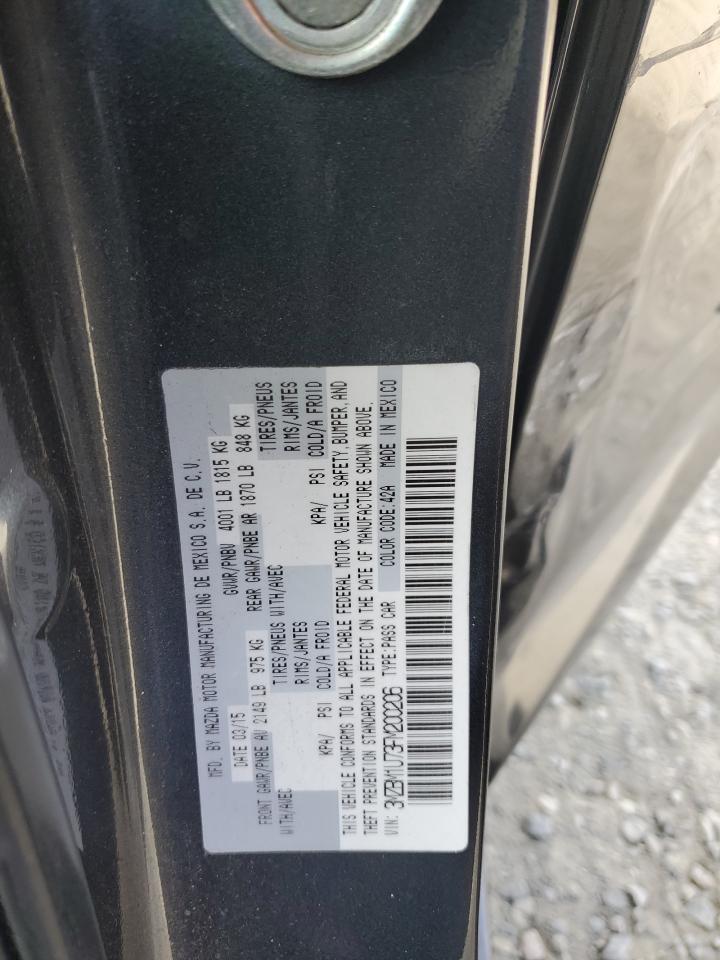 MFD. BY MAZDA MOTOR MANUFACTURING DE MEXICO S.A. DE C.V.
DATE 03/15 GVWR/PNBV 4001 LB 1815 KG
FRONT GAWR/PNBE AV 2149 LB 975 KG REAR GAWR/PNBE AR 1870 LB 848 KG
WITH/AVEC TIRES/PNEUS WITH/AVEC TIRES/PNEUS
RIMS/JANTES RIMS/JANTES
KPA/ PSI COLD/A FROID KPA/ PSI COLD/A FROID
THIS VEHICLE CONFORMS TO ALL APPLICABLE FEDERAL MOTOR VEHICLE SAFETY, BUMPER, AND
THEFT PREVENTION STANDARDS IN EFFECT ON THE DATE OF MANUFACTURE SHOWN ABOVE.
VIN: 3MZBM1U73FM200206 TYPE:PASS CAR COLOR CODE:42A MADE IN MEXICO